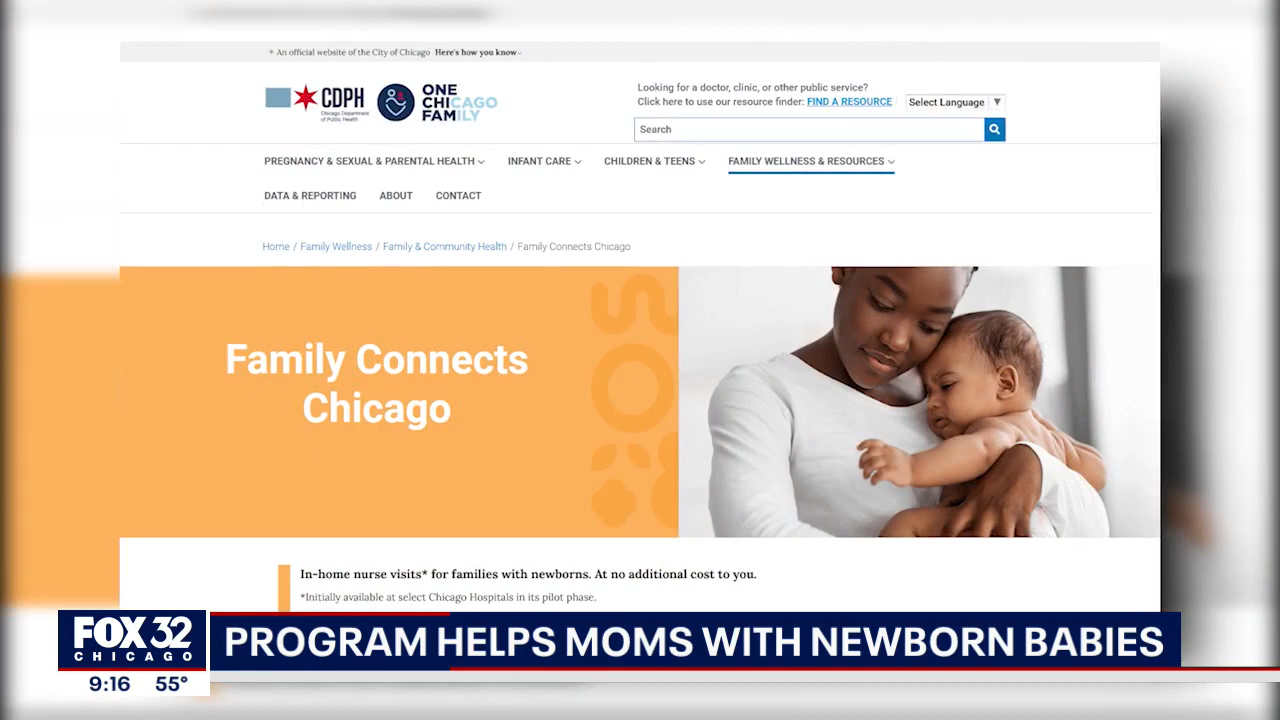 * An official website of the City of Chicago Here's how you know
CDPH
Chicago Department
of Public Health
ONE
CHICAGO
FAMILY
Looking for a doctor, clinic, or other public service?
Click here to use our resource finder: FIND A RESOURCE
Select Language ▼
Search
PREGNANCY & SEXUAL & PARENTAL HEALTH
INFANT CARE
CHILDREN & TEENS
FAMILY WELLNESS & RESOURCES
DATA & REPORTING
ABOUT
CONTACT
Home / Family Wellness / Family & Community Health / Family Connects Chicago
Family Connects
Chicago
In-home nurse visits* for families with newborns. At no additional cost to you.
*Initially available at select Chicago Hospitals in its pilot phase.
FOX 32
CHICAGO
PROGRAM HELPS MOMS WITH NEWBORN BABIES
9:16 55°